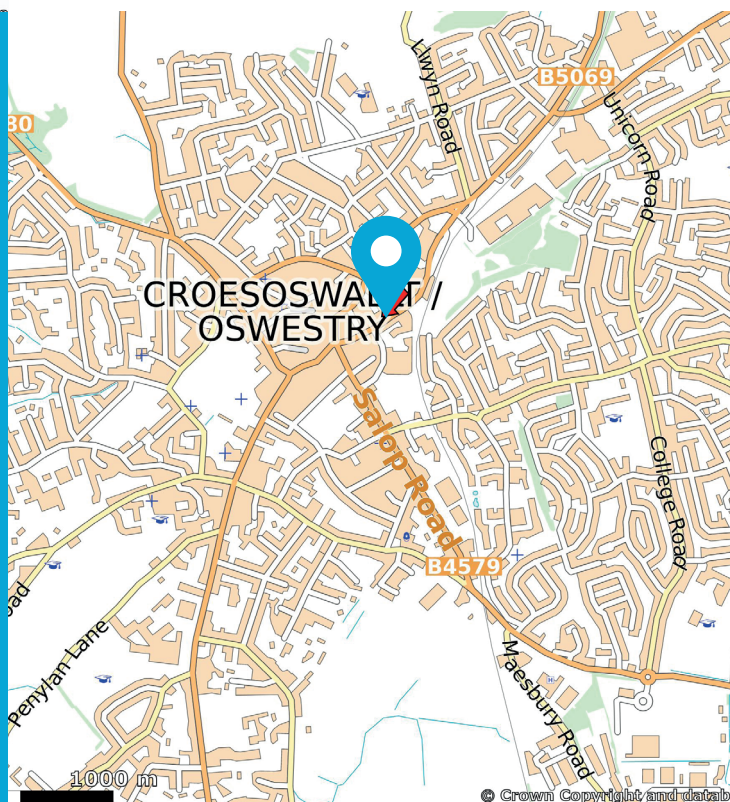 Llwyn Road
B5069
Unicorn Road
CROESOSWALLT /
OSWESTRY
Salop Road
College Road
B4579
Penylan Lane
Maesbury Road
1000 m
© Crown Copyright and datab